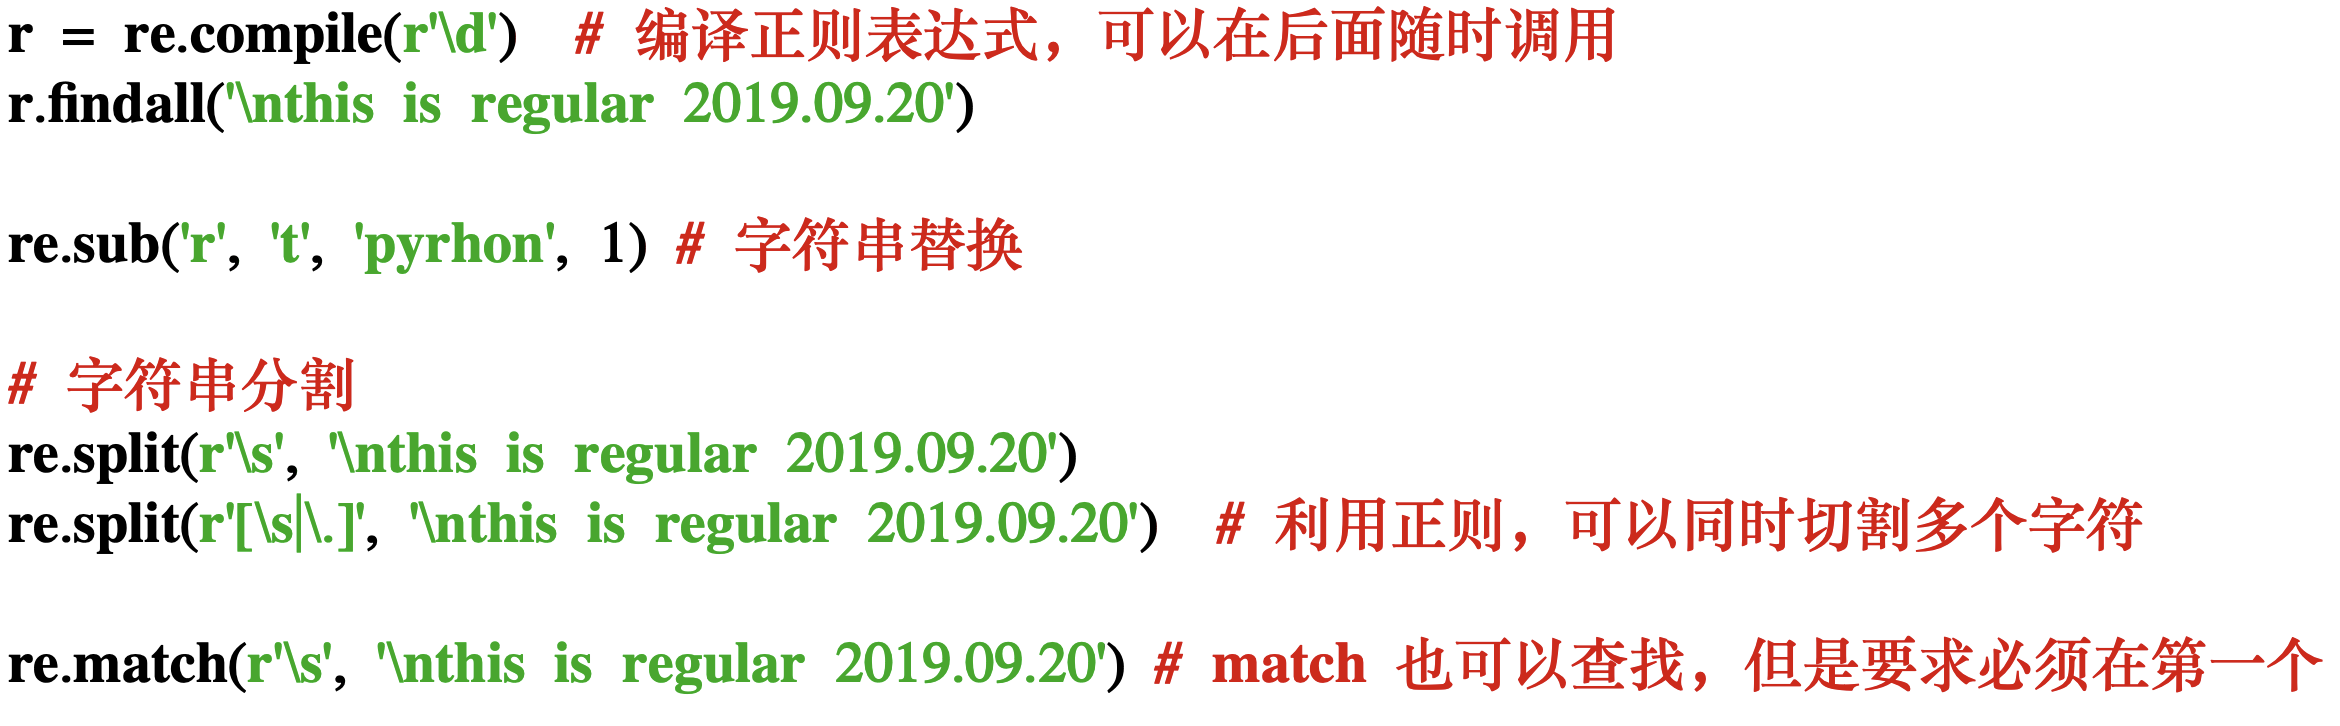 r = re.compile(r'\d')  # 编译正则表达式，可以在后面随时调用
r.findall('\nthis is regular 2019.09.20')
re.sub('r', 't', 'pyrhon', 1) # 字符串替换
# 字符串分割
re.split(r'\s', '\nthis is regular 2019.09.20')
re.split(r'[\s|\.]', '\nthis is regular 2019.09.20')  # 利用正则，可以同时切割多个字符
re.match(r'\s', '\nthis is regular 2019.09.20') # match 也可以查找，但是要求必须在第一个